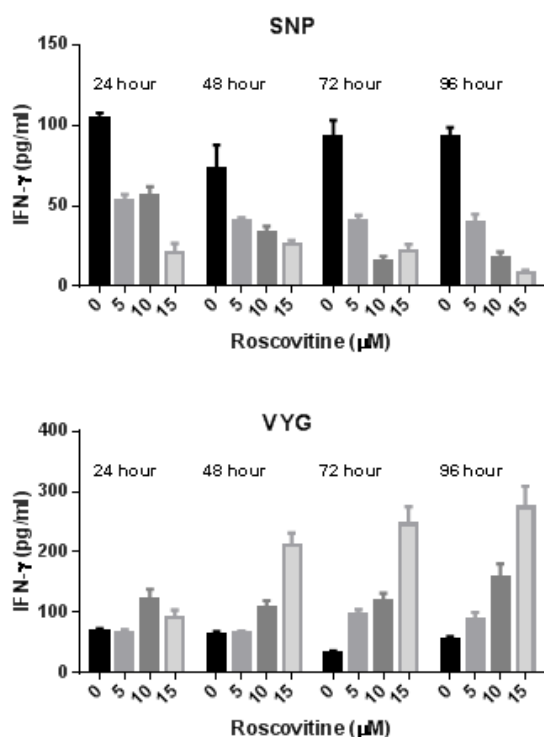 SNP
150
24 hour 48 hour 72 hour 96 hour
100
IFN-γ (pg/ml)
50
0
0 5 10 15 0 5 10 15 0 5 10 15 0 5 10 15
Roscovitine (μM)
VYG
400
24 hour 48 hour 72 hour 96 hour
300
IFN-γ (pg/ml)
200
100
0
0 5 10 15 0 5 10 15 0 5 10 15 0 5 10 15
Roscovitine (μM)